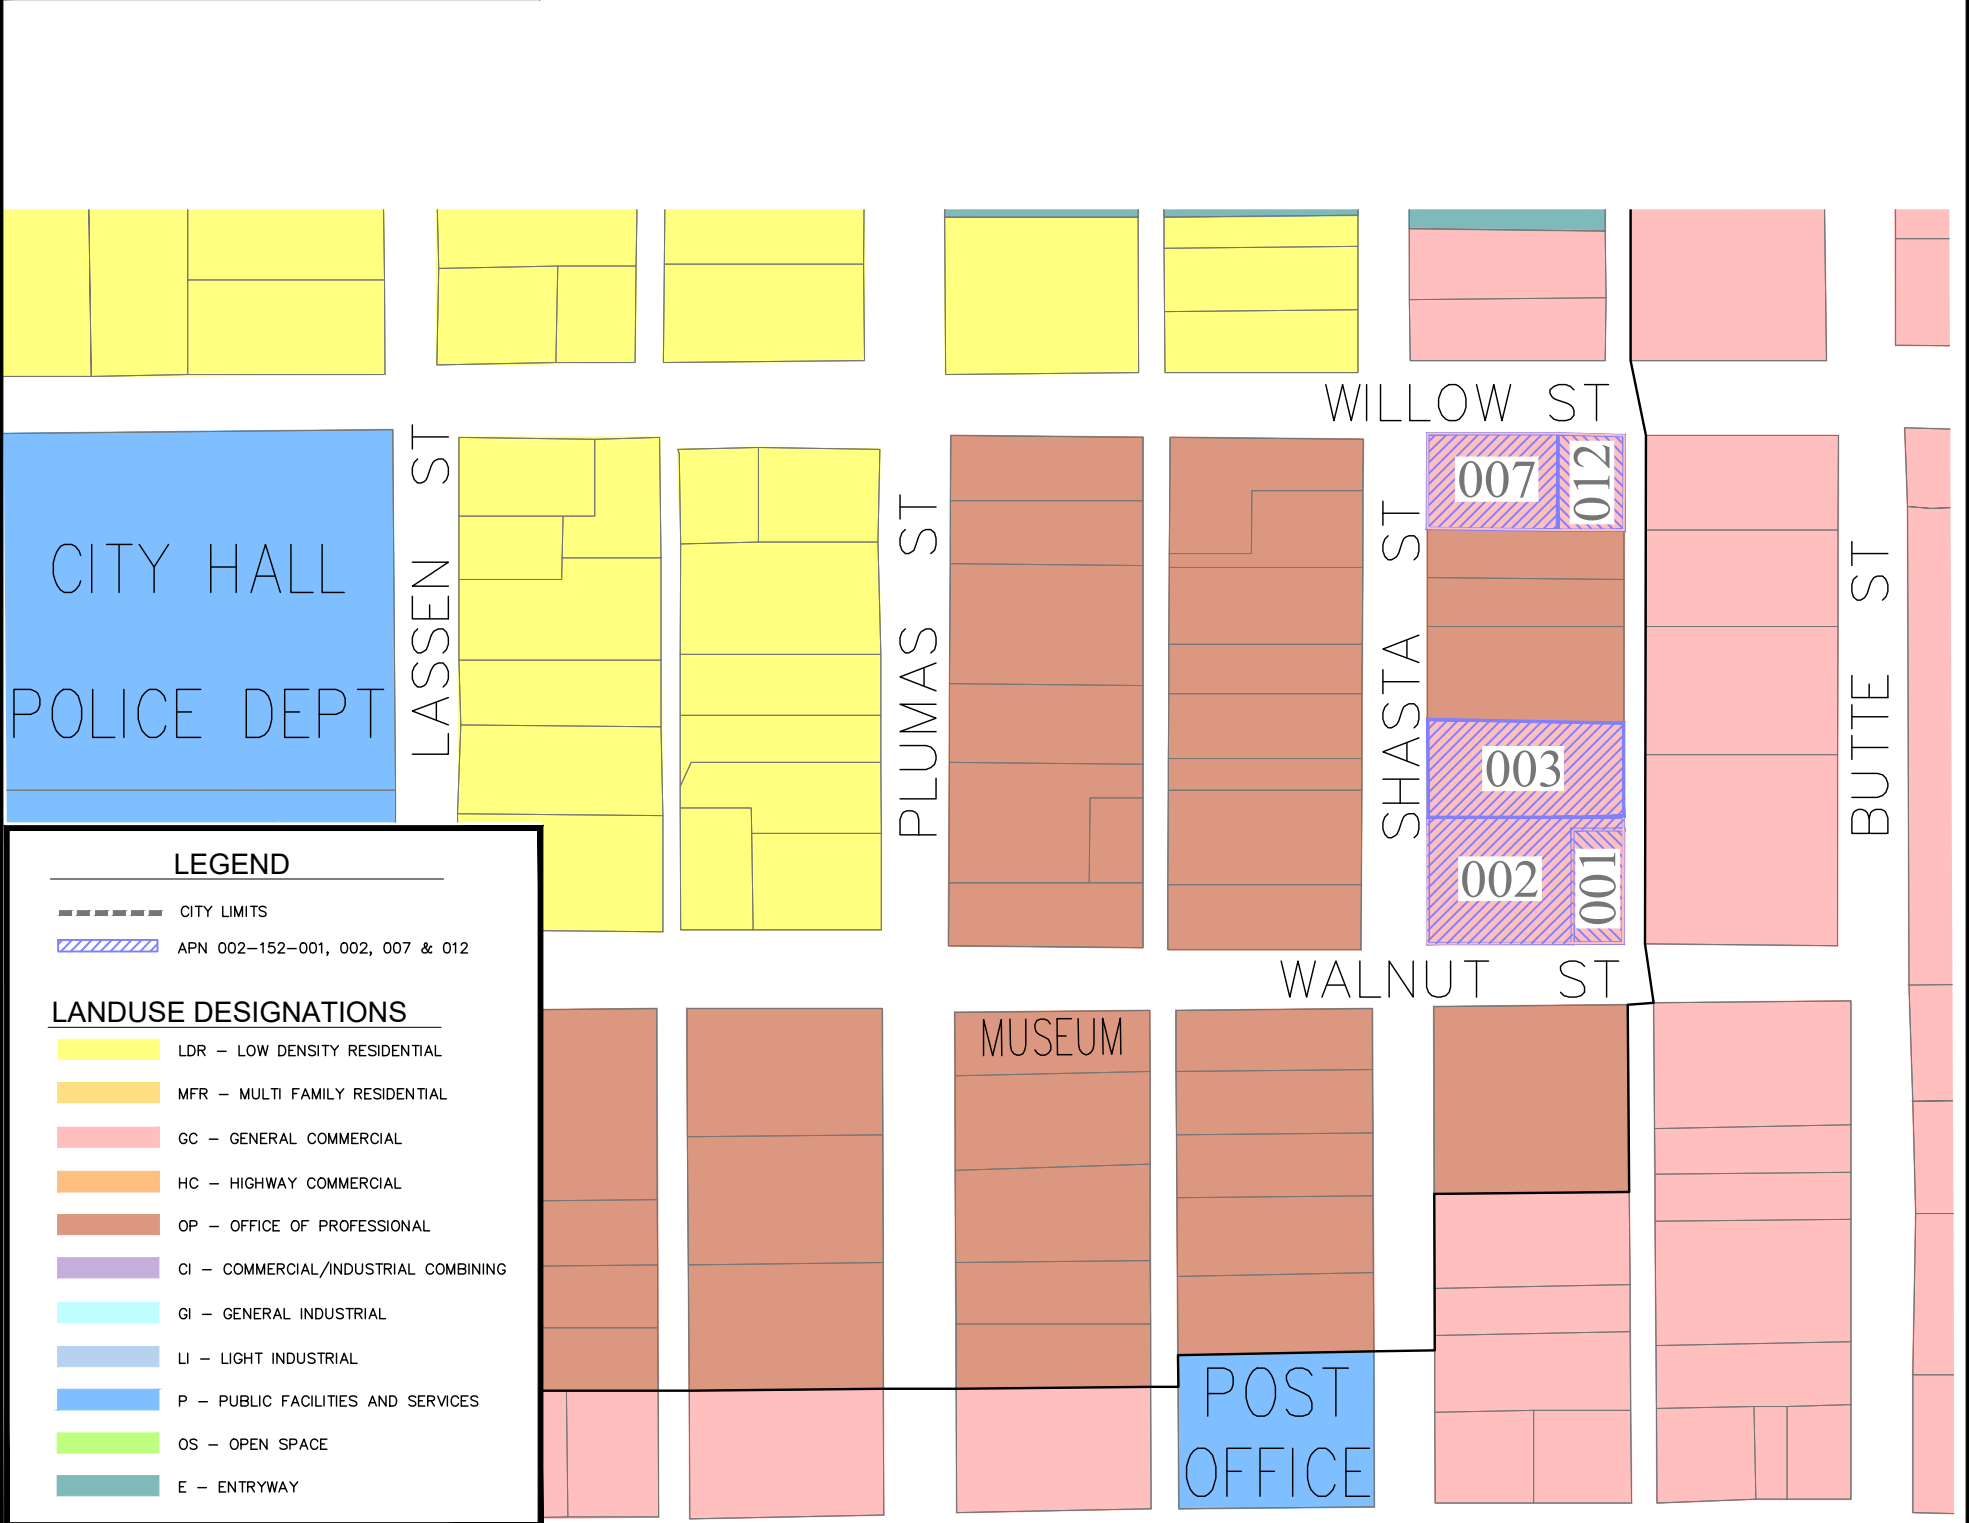 WILLOW ST
007
012
CITY HALL
POLICE DEPT
LASSEN ST
PLUMAS ST
SHASTA ST
BUTTE ST
003
002
001
WALNUT ST
MUSEUM
POST
OFFICE
LEGEND
CITY LIMITS
APN 002-152-001, 002, 007 & 012
LANDUSE DESIGNATIONS
LDR - LOW DENSITY RESIDENTIAL
MFR - MULTI FAMILY RESIDENTIAL
GC - GENERAL COMMERCIAL
HC - HIGHWAY COMMERCIAL
OP - OFFICE OF PROFESSIONAL
CI - COMMERCIAL/INDUSTRIAL COMBINING
GI - GENERAL INDUSTRIAL
LI - LIGHT INDUSTRIAL
P - PUBLIC FACILITIES AND SERVICES
OS - OPEN SPACE
E - ENTRYWAY